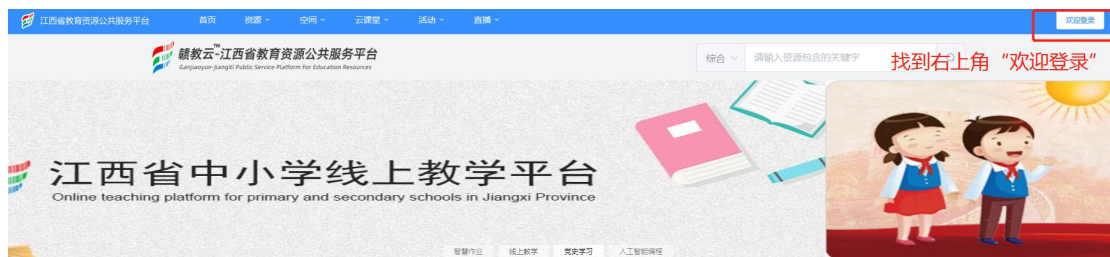 江西省教育资源公共服务平台 首页 资源 空间 云课堂 活动 直播 欢迎登录
赣教云™-江西省教育资源公共服务平台
Ganjiaoyun-JiangXi Public Service Platform For Education Resources
综合 请输入资源包含的关键字
找到右上角“欢迎登录”
江西省中小学线上教学平台
Online teaching platform for primary and secondary schools in Jiangxi Province
智慧作业 线上教学 党史学习 人工智能编程